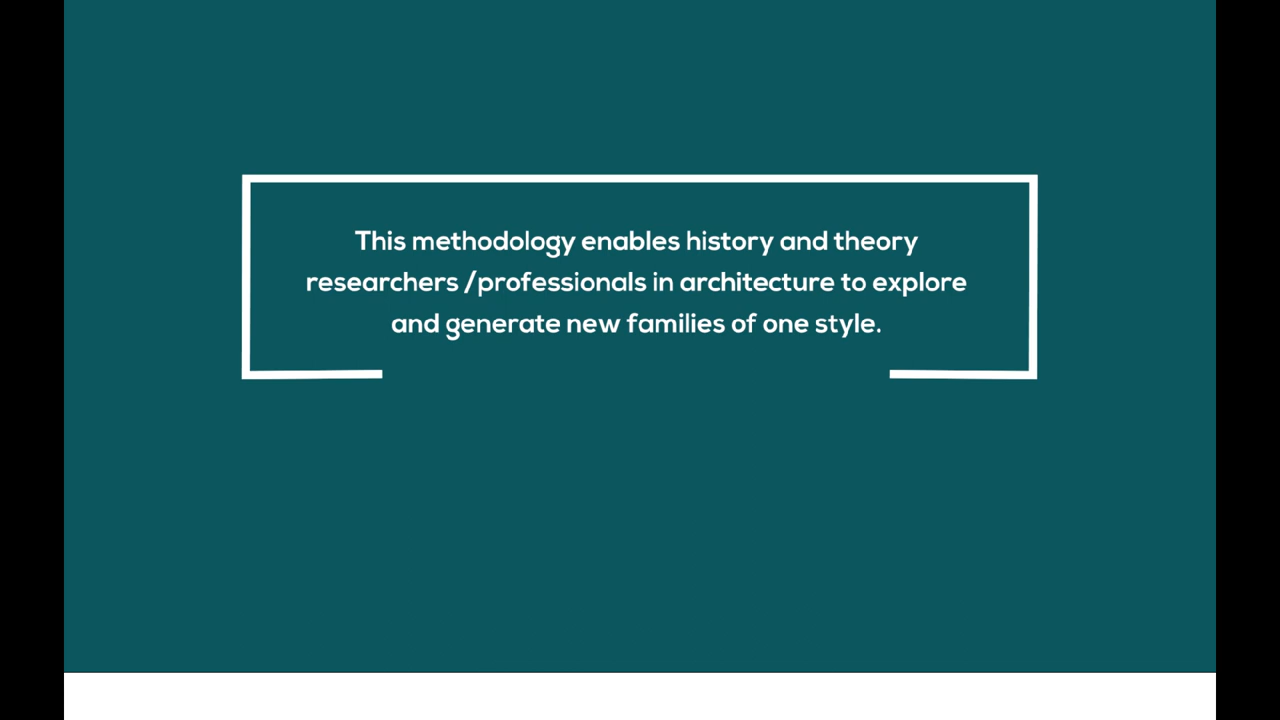 This methodology enables history and theory
researchers /professionals in architecture to explore
and generate new families of one style.